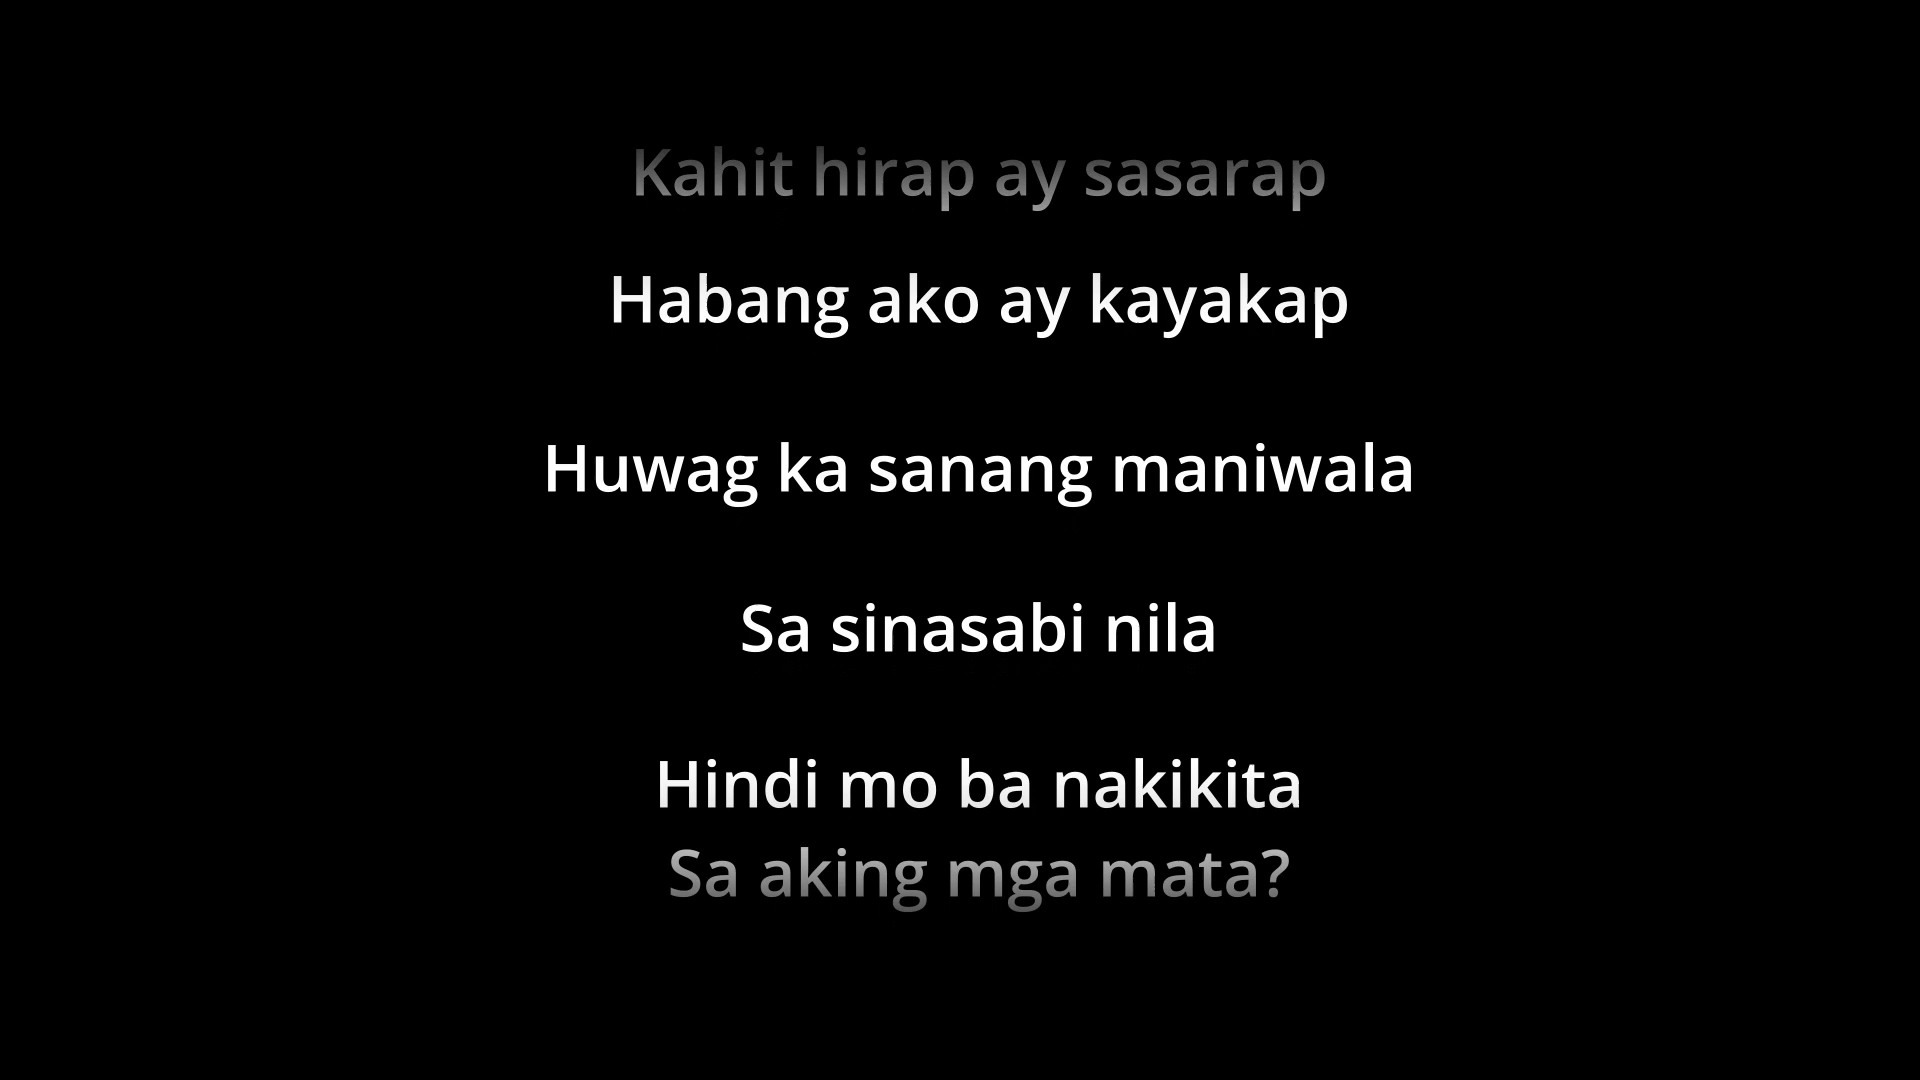 Kahit hirap ay sasarap
Habang ako ay kayakap
Huwag ka sanang maniwala
Sa sinasabi nila
Hindi mo ba nakikita
Sa aking mga mata?